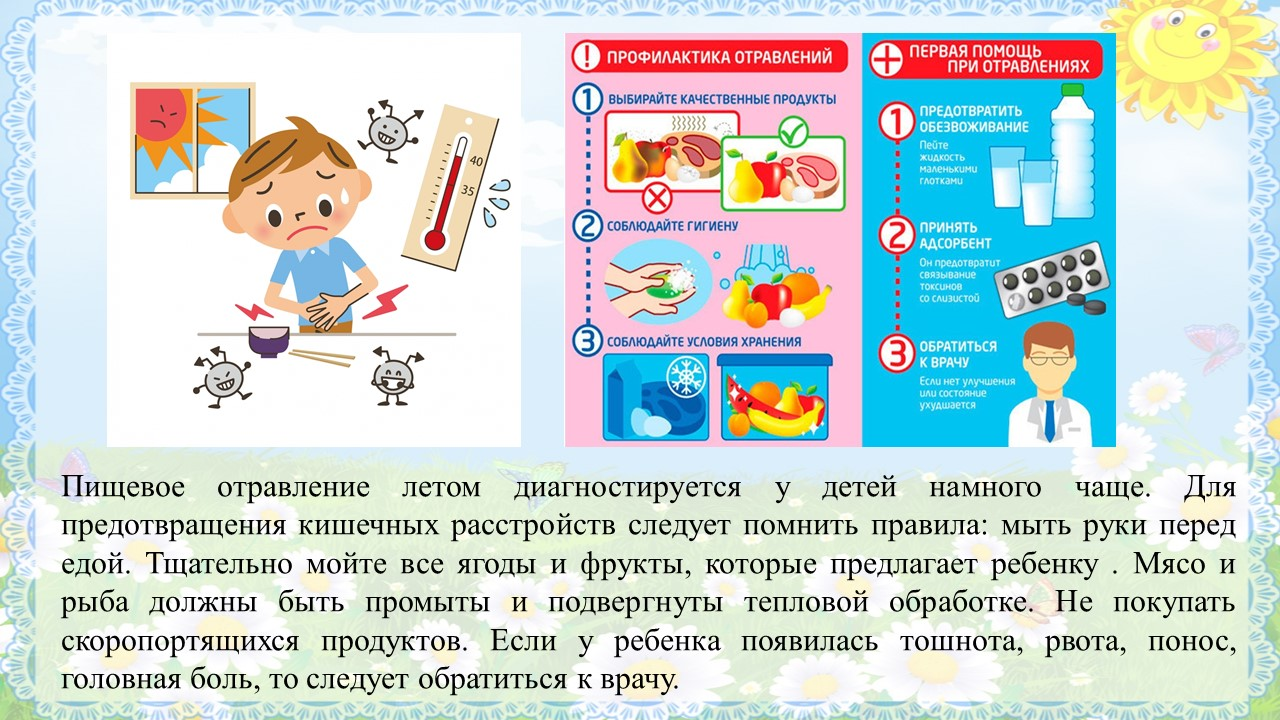 40
35
! ПРОФИЛАКТИКА ОТРАВЛЕНИЙ
1 ВЫБИРАЙТЕ КАЧЕСТВЕННЫЕ ПРОДУКТЫ
2 СОБЛЮДАЙТЕ ГИГИЕНУ
3 СОБЛЮДАЙТЕ УСЛОВИЯ ХРАНЕНИЯ
ПЕРВАЯ ПОМОЩЬ
ПРИ ОТРАВЛЕНИЯХ
1 ПРЕДОТВРАТИТЬ
ОБЕЗВОЖИВАНИЕ
Пейте
жидкость
маленькими
глотками
2 ПРИНЯТЬ
АДСОРБЕНТ
Он предотвратит
связывание
токсинов
со слизистой
3 ОБРАТИТЬСЯ
К ВРАЧУ
Если нет улучшения
или состояние
ухудшается
Пищевое отравление летом диагностируется у детей намного чаще. Для
предотвращения кишечных расстройств следует помнить правила: мыть руки перед
едой. Тщательно мойте все ягоды и фрукты, которые предлагает ребенку . Мясо и
рыба должны быть промыты и подвергнуты тепловой обработке. Не покупать
скоропортящихся продуктов. Если у ребенка появилась тошнота, рвота, понос,
головная боль, то следует обратиться к врачу.